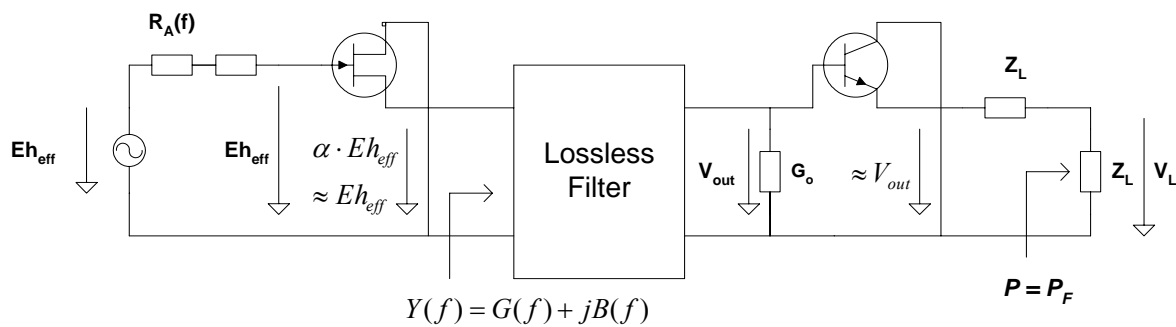 R_A(f)
Eh_eff
Eh_eff
α · Eh_eff
≈ Eh_eff
Lossless
Filter
V_out
G_o
≈ V_out
Z_L
Z_L
V_L
Y(f) = G(f) + jB(f)
P = P_F